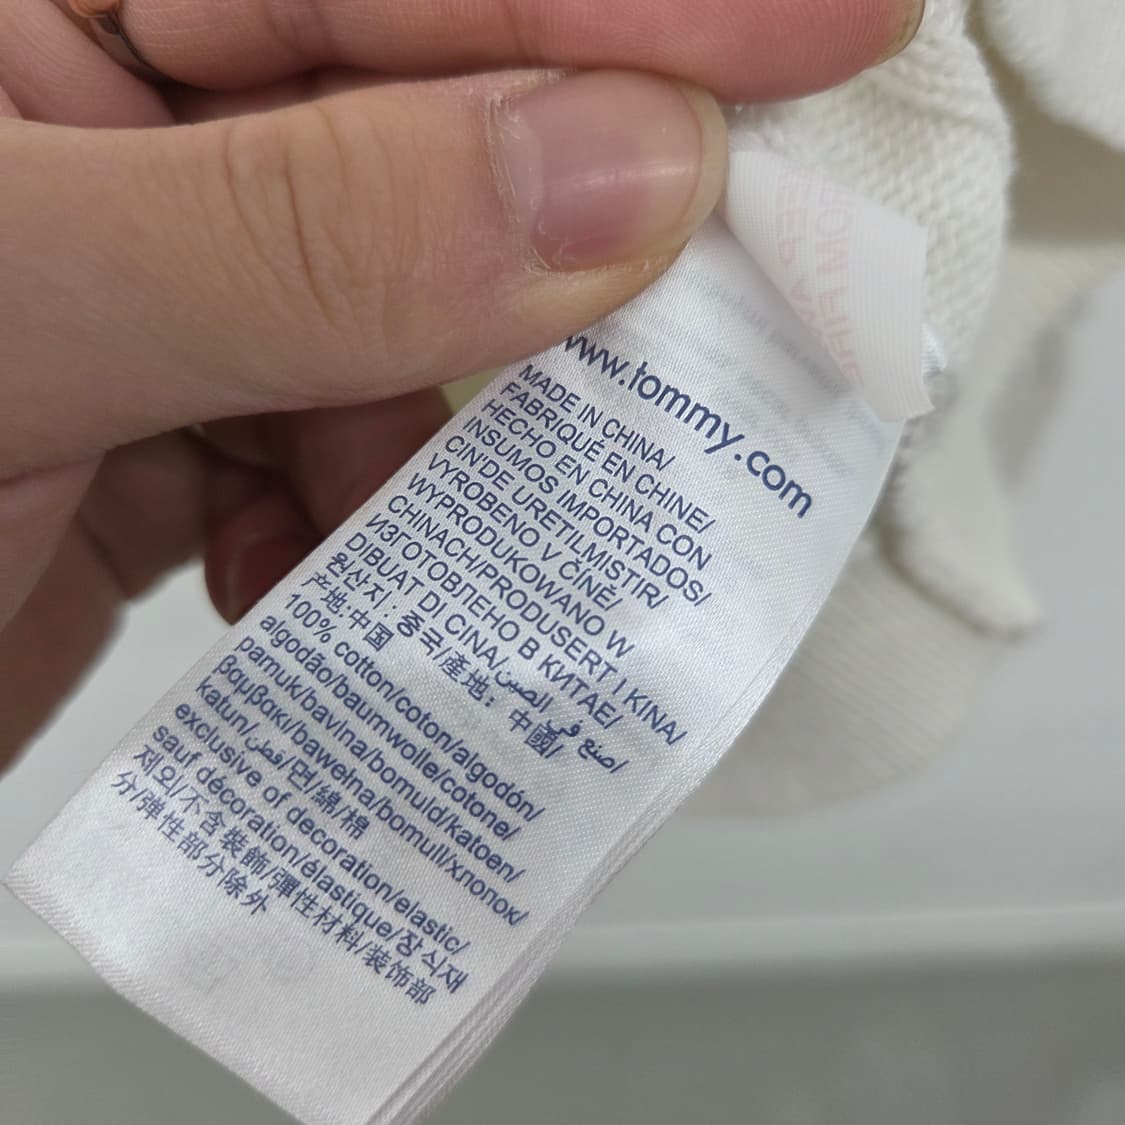 www.tommy.com
MADE IN CHINA/
FABRIQUÉ EN CHINE/
HECHO EN CHINA CON
INSUMOS IMPORTADOS/
CIN'DE URETILMISTIR/
VYROBENO V ČÍNĚ/
WYPRODUKOWANO W
CHINACH/PRODUSERT I KINA/
ИЗГОТОВЛЕНО В КИТАЕ/
DIBUAT DI CINA/صنع في الصين/
원산지: 중국/產地: 中國/
产地:中国
100% cotton/coton/algodón/
algodão/baumwolle/cotone/
pamuk/bavlna/bomuld/katoen/
βαμβακι/bawełna/bomull/хлопок/
katun/قطن/면/綿/棉
exclusive of decoration/elastic/
sauf décoration/élastique/장식재
제외/不含裝飾/彈性材料/装饰部
分/弹性部分除外